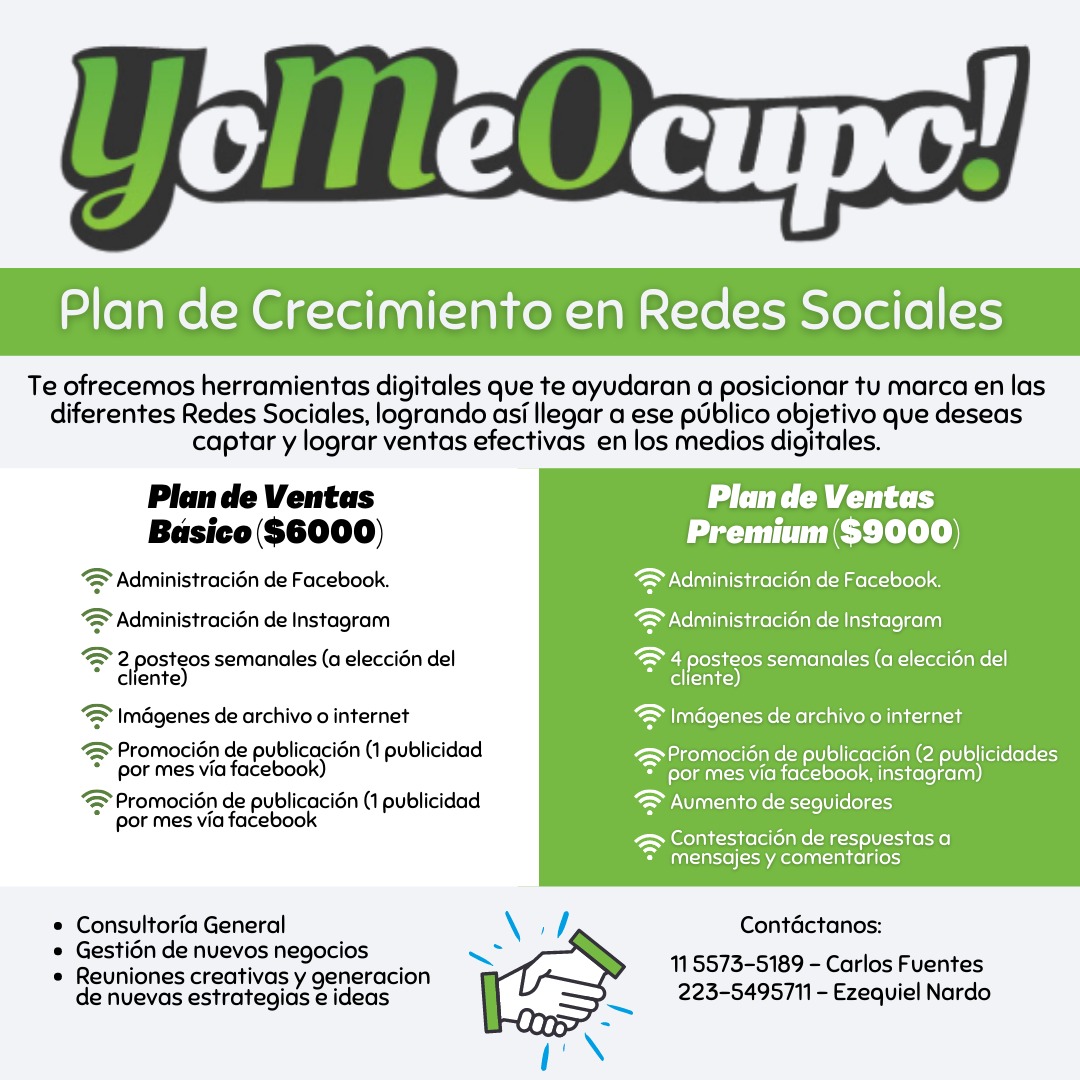 YoMeOcupo!
Plan de Crecimiento en Redes Sociales
Te ofrecemos herramientas digitales que te ayudaran a posicionar tu marca en las
diferentes Redes Sociales, logrando así llegar a ese público objetivo que deseas
captar y lograr ventas efectivas en los medios digitales.
Plan de Ventas
Básico ($6000)
Administración de Facebook.
Administración de Instagram
2 posteos semanales (a elección del
cliente)
Imágenes de archivo o internet
Promoción de publicación (1 publicidad
por mes vía facebook)
Promoción de publicación (1 publicidad
por mes vía facebook
Plan de Ventas
Premium ($9000)
Administración de Facebook.
Administración de Instagram
4 posteos semanales (a elección del
cliente)
Imágenes de archivo o internet
Promoción de publicación (2 publicidades
por mes vía facebook, instagram)
Aumento de seguidores
Contestación de respuestas a
mensajes y comentarios
• Consultoría General
• Gestión de nuevos negocios
• Reuniones creativas y generacion
de nuevas estrategias e ideas
Contáctanos:
11 5573-5189 - Carlos Fuentes
223-5495711 - Ezequiel Nardo